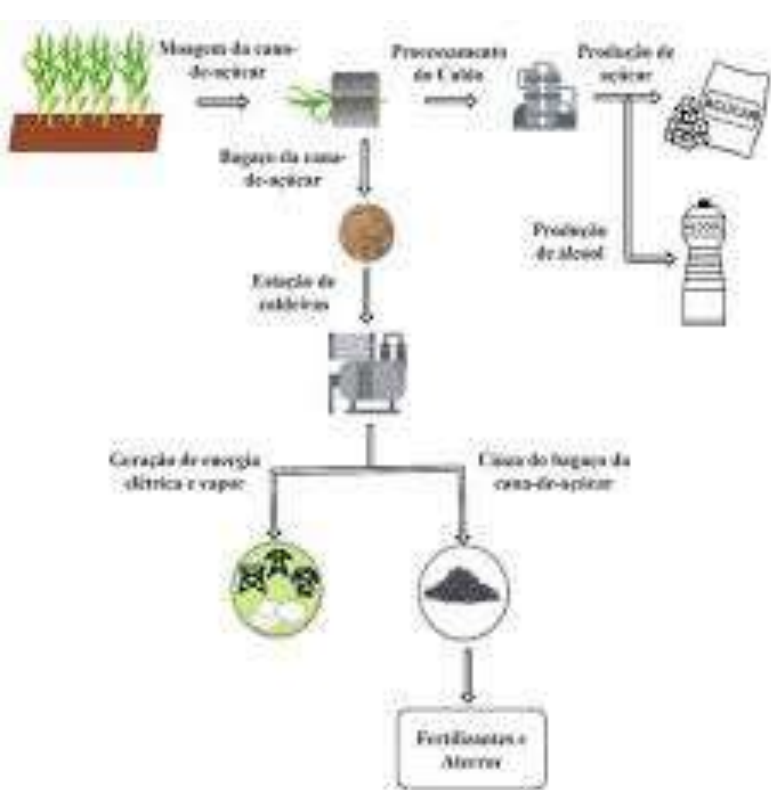 Moagem da cana-
de-açúcar
Processamento
do Caldo
Produção de
açúcar
AÇÚCAR
Bagaço da cana-
de-açúcar
Produção
de álcool
Estação de
caldeiras
Geração de energia
elétrica e vapor
Cinza do bagaço da
cana-de-açúcar
Fertilizantes e
Aterros